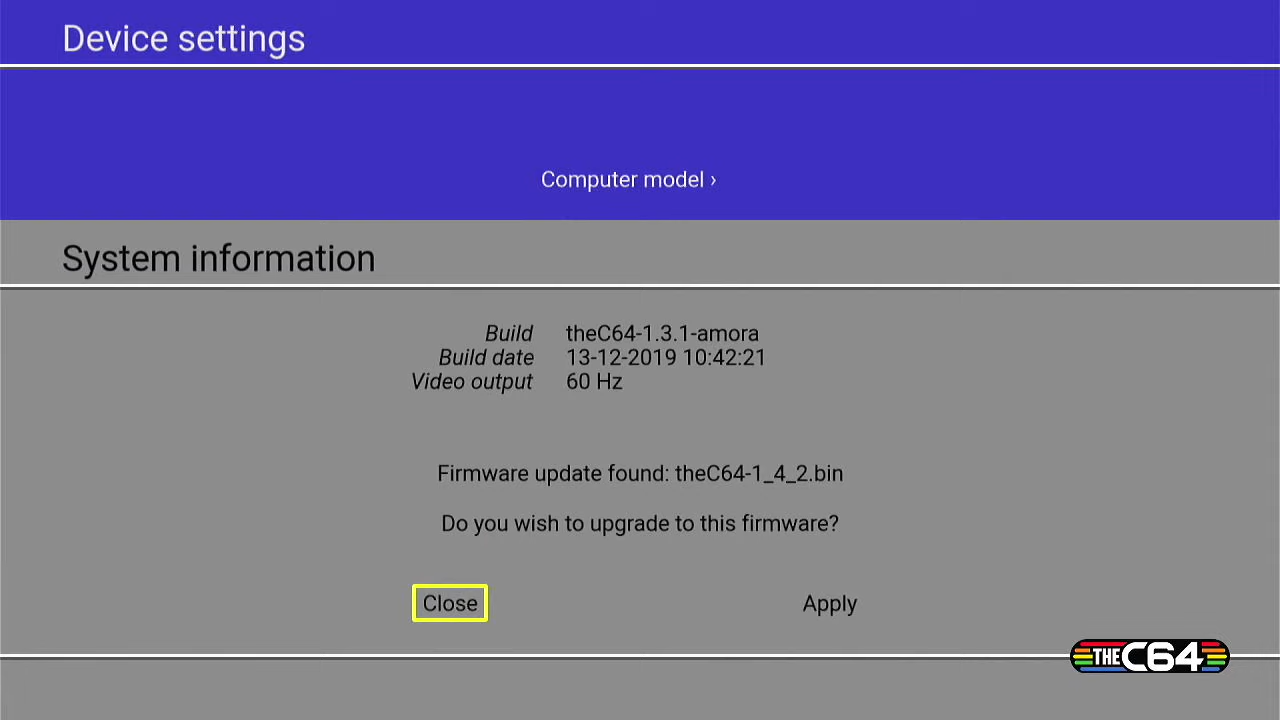 Device settings
Computer model ›
System information
Build theC64-1.3.1-amora
Build date 13-12-2019 10:42:21
Video output 60 Hz
Firmware update found: theC64-1_4_2.bin
Do you wish to upgrade to this firmware?
Close Apply
THEC64